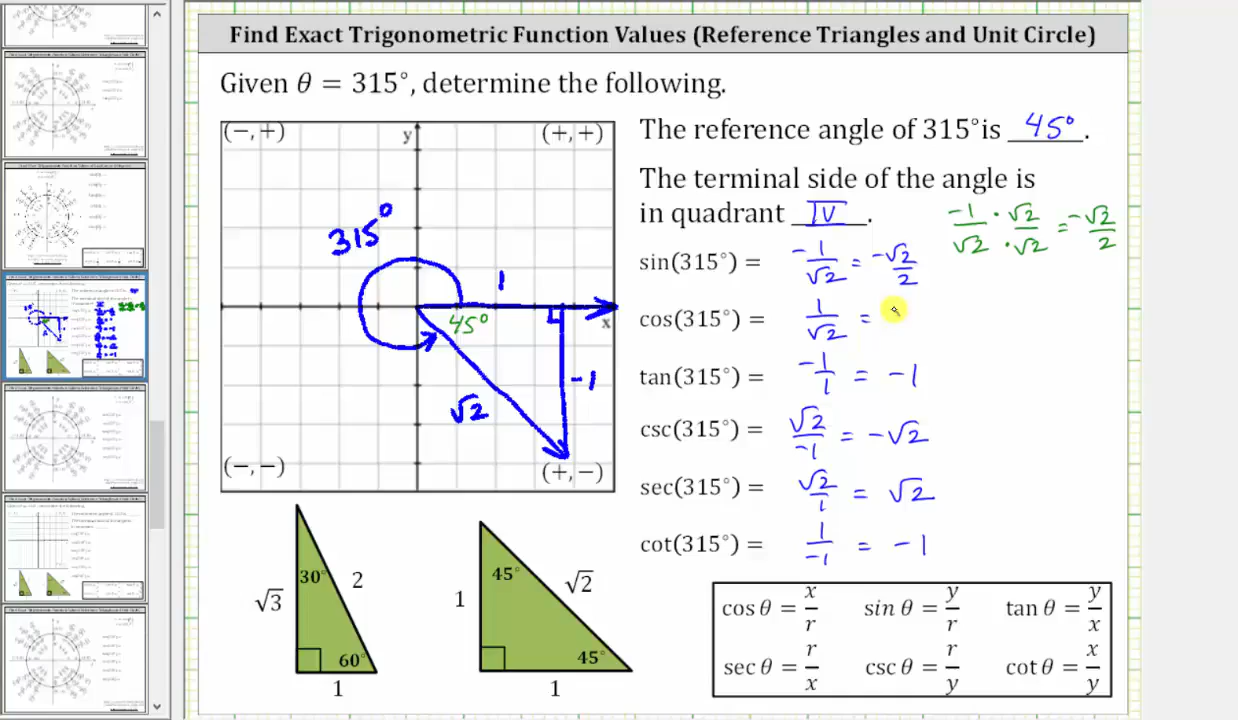 Find Exact Trigonometric Function Values (Reference Triangles and Unit Circle)
Given θ = 315°, determine the following.
(−, +)
y
(+, +)
315°
1
45°
x
−1
√2
(−, −)
(+, −)
The reference angle of 315°is 45°.
The terminal side of the angle is
in quadrant IV.
-1/√2 · √2/√2 = -√2/2
sin(315°) = -1/√2 = -√2/2
cos(315°) = 1/√2 =
tan(315°) = -1/1 = -1
csc(315°) = √2/-1 = -√2
sec(315°) = √2/1 = √2
cot(315°) = 1/-1 = -1
30°
√3
2
60°
1
45°
√2
1
45°
1
cos θ = x/r sin θ = y/r tan θ = y/x
sec θ = r/x csc θ = r/y cot θ = x/y